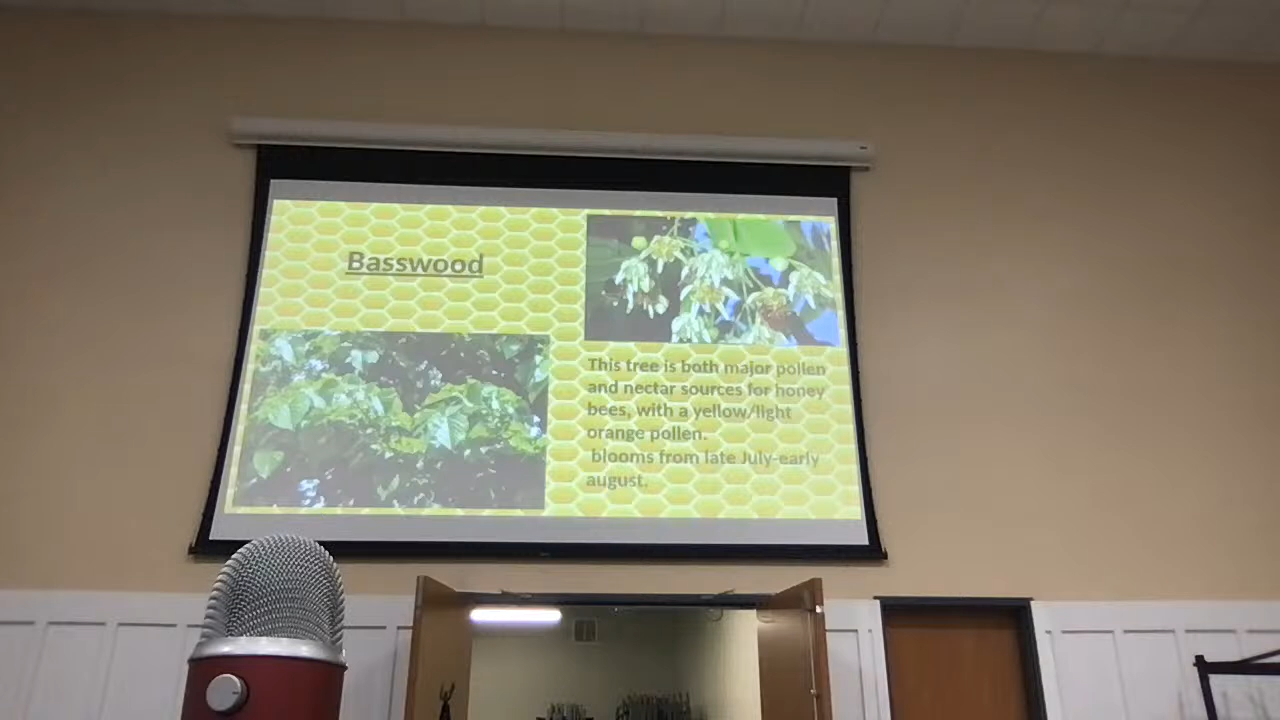 Basswood
This tree is both major pollen
and nectar sources for honey
bees, with a yellow/light
orange pollen.
blooms from late July-early
august.